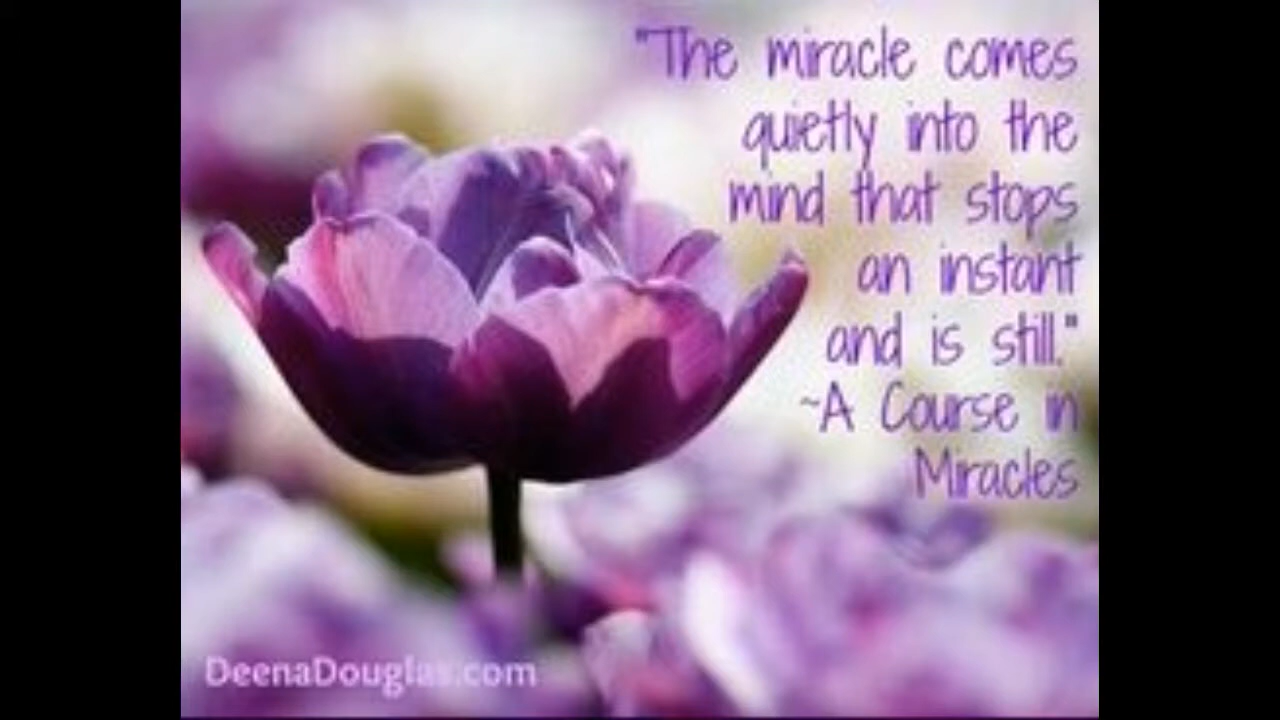 "The miracle comes
quietly into the
mind that stops
an instant
and is still."
~A Course in
Miracles
DeenaDouglas.com